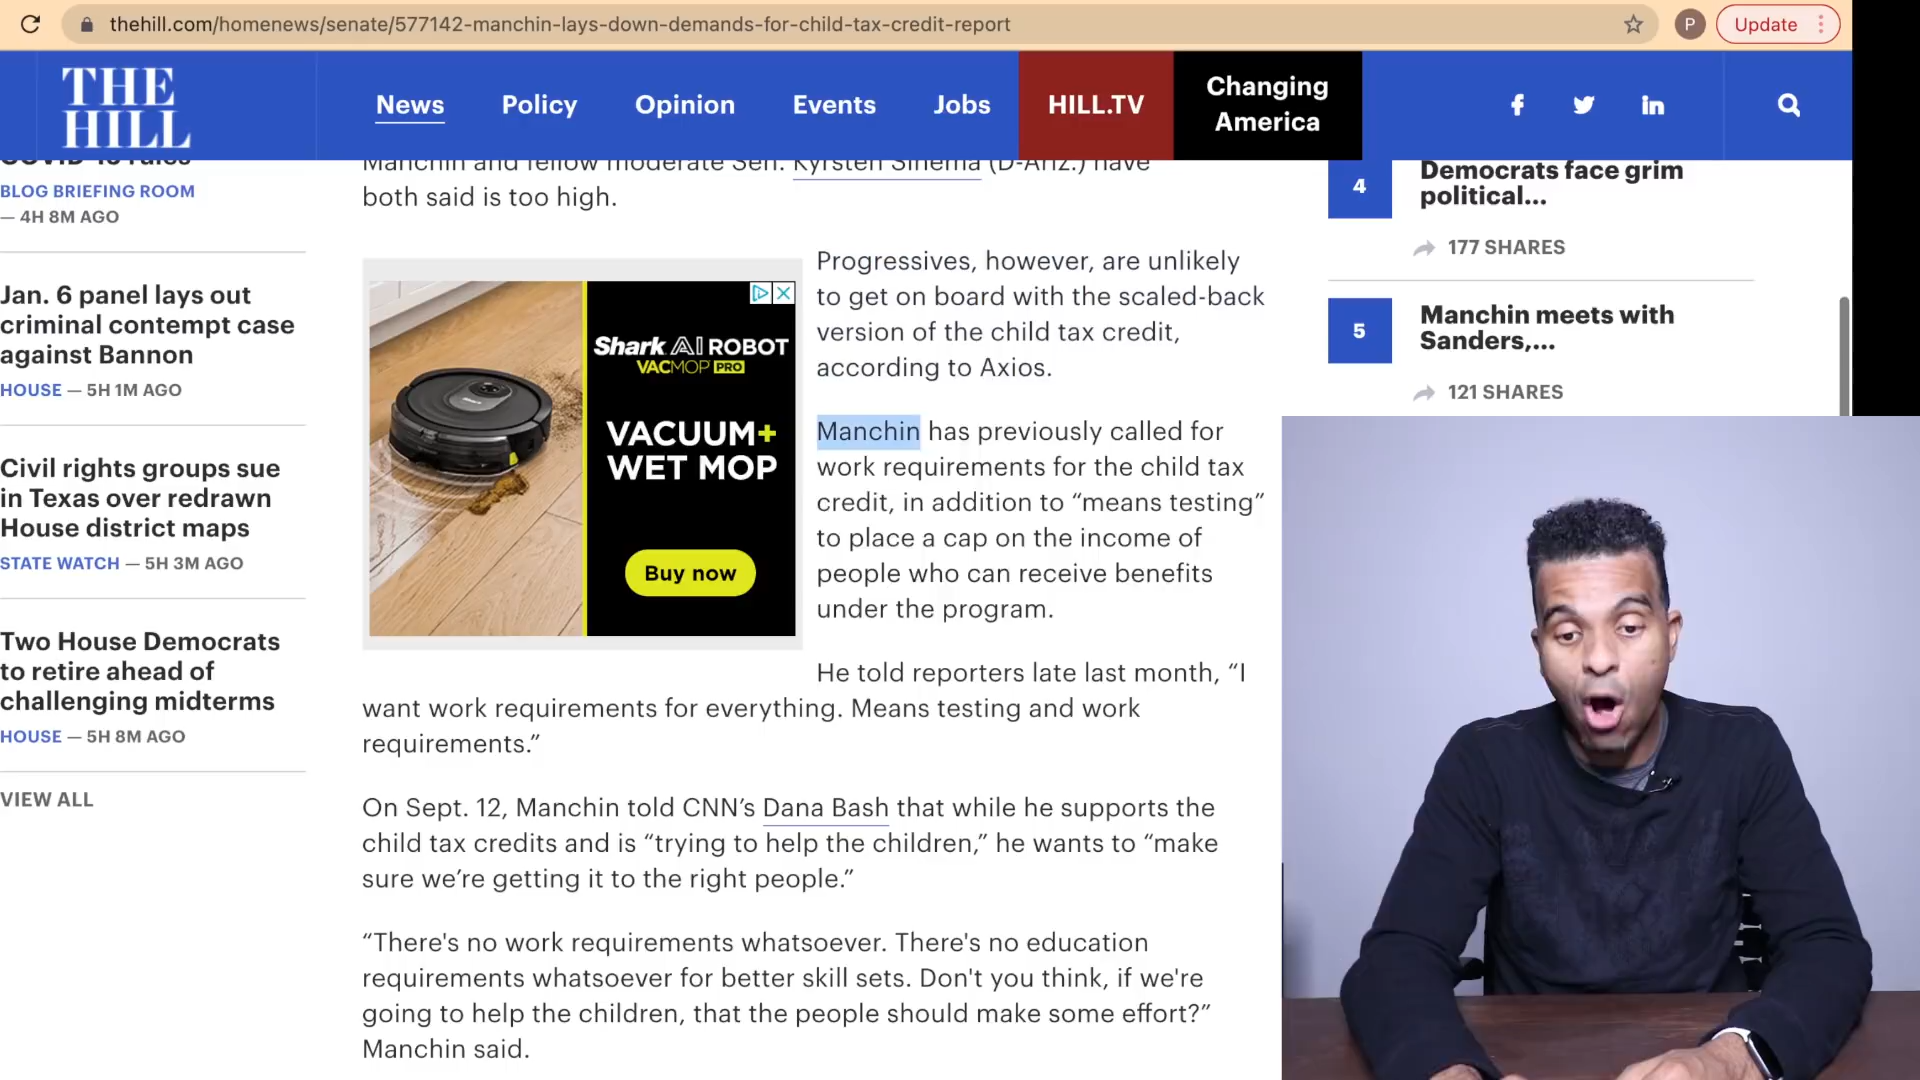 thehill.com/homenews/senate/577142-manchin-lays-down-demands-for-child-tax-credit-report
P
Update
THE
HILL
News
Policy
Opinion
Events
Jobs
HILL.TV
Changing
America
COVID-19 rules
BLOG BRIEFING ROOM
— 4H 8M AGO
Jan. 6 panel lays out
criminal contempt case
against Bannon
HOUSE — 5H 1M AGO
Civil rights groups sue
in Texas over redrawn
House district maps
STATE WATCH — 5H 3M AGO
Two House Democrats
to retire ahead of
challenging midterms
HOUSE — 5H 8M AGO
VIEW ALL
Manchin and fellow moderate Sen. Kyrsten Sinema (D-Ariz.) have
both said is too high.
Shark AI ROBOT
VACMOP PRO
VACUUM+
WET MOP
Buy now
Progressives, however, are unlikely
to get on board with the scaled-back
version of the child tax credit,
according to Axios.
Manchin has previously called for
work requirements for the child tax
credit, in addition to “means testing”
to place a cap on the income of
people who can receive benefits
under the program.
He told reporters late last month, “I
want work requirements for everything. Means testing and work
requirements.”
On Sept. 12, Manchin told CNN’s Dana Bash that while he supports the
child tax credits and is “trying to help the children,” he wants to “make
sure we’re getting it to the right people.”
“There's no work requirements whatsoever. There's no education
requirements whatsoever for better skill sets. Don't you think, if we're
going to help the children, that the people should make some effort?”
Manchin said.
4
Democrats face grim
political...
177 SHARES
5
Manchin meets with
Sanders,...
121 SHARES